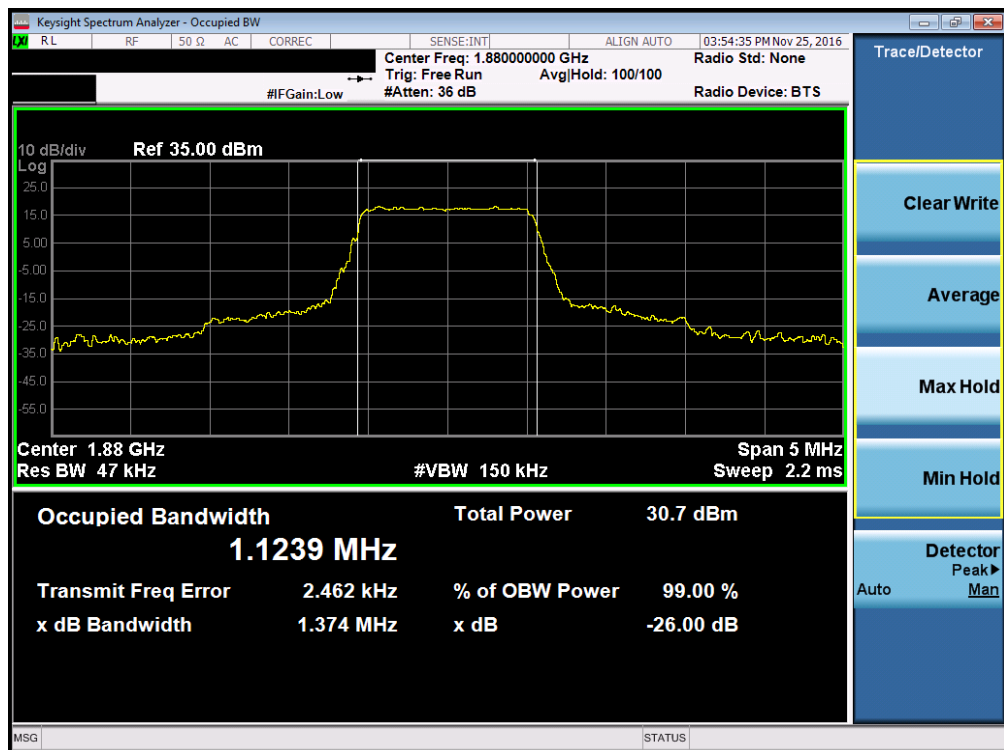 Keysight Spectrum Analyzer - Occupied BW
LXI RL RF 50 Ω AC CORREC SENSE:INT ALIGN AUTO 03:54:35 PM Nov 25, 2016
Center Freq: 1.880000000 GHz Radio Std: None
Trig: Free Run Avg|Hold: 100/100
#IFGain:Low #Atten: 36 dB Radio Device: BTS
Trace/Detector
10 dB/div Ref 35.00 dBm
Log
25.0
15.0
5.00
-5.00
-15.0
-25.0
-35.0
-45.0
-55.0
Center 1.88 GHz Span 5 MHz
Res BW 47 kHz #VBW 150 kHz Sweep 2.2 ms
Clear Write
Average
Max Hold
Min Hold
Detector
Peak▶
Auto Man
Occupied Bandwidth Total Power 30.7 dBm
1.1239 MHz
Transmit Freq Error 2.462 kHz % of OBW Power 99.00 %
x dB Bandwidth 1.374 MHz x dB -26.00 dB
MSG STATUS